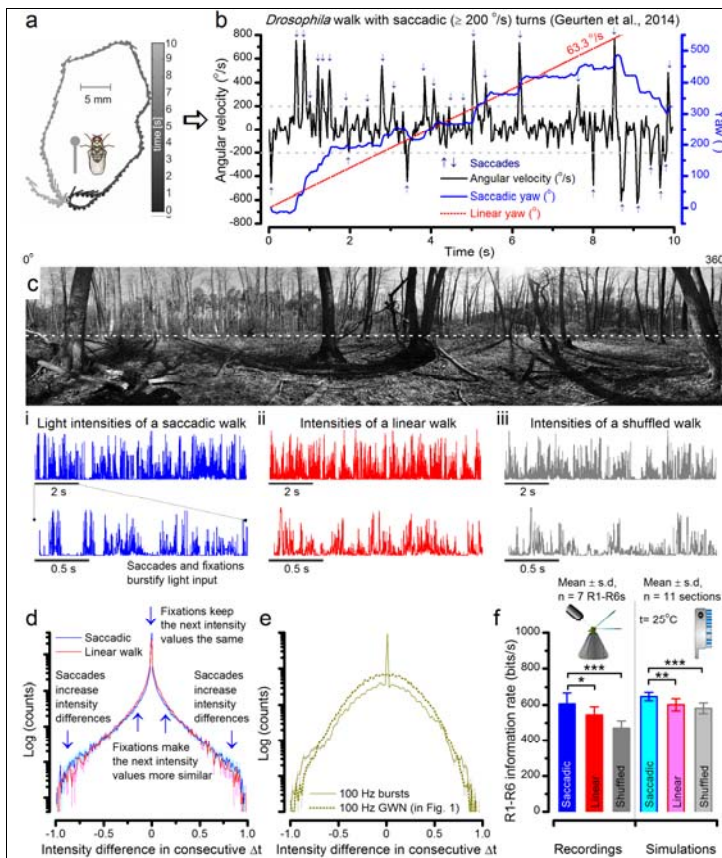 a
10
9
8
7
6
5
4
3
2
1
0
time [s]
5 mm
b
Drosophila walk with saccadic (≥ 200 °/s) turns (Geurten et al., 2014)
Angular velocity (°/s)
800
600
400
200
0
-200
-400
-600
-800
63.3 °/s
↑↓ Saccades
Angular velocity (°/s)
Saccadic yaw (°)
Linear yaw (°)
500
400
300
200
100
0
0 2 4 6 8 10
Time (s)
0°
360
c
i
Light intensities of a saccadic walk
2 s
0.5 s
Saccades and fixations
burstify light input
ii
Intensities of a linear walk
2 s
0.5 s
iii
Intensities of a shuffled walk
2 s
0.5 s
d
Fixations keep
the next intensity
values the same
Saccadic
Linear walk
Saccades
increase
intensity
differences
Saccades
increase
intensity
differences
Fixations make
the next intensity
values more similar
Log (counts)
-1.0 -0.5 0 0.5 1.0
Intensity difference in consecutive Δt
e
Log (counts)
100 Hz bursts
100 Hz GWN (in Fig. 1)
-1.0 -0.5 0 0.5 1.0
Intensity difference in consecutive Δt
f
Mean ± s.d,
n = 7 R1-R6s
Mean ± s.d,
n = 11 sections
t= 25°C
R1-R6 information rate (bits/s)
1000
800
600
400
200
0
***
*
***
**
Saccadic
Linear
Shuffled
Saccadic
Linear
Shuffled
Recordings
Simulations